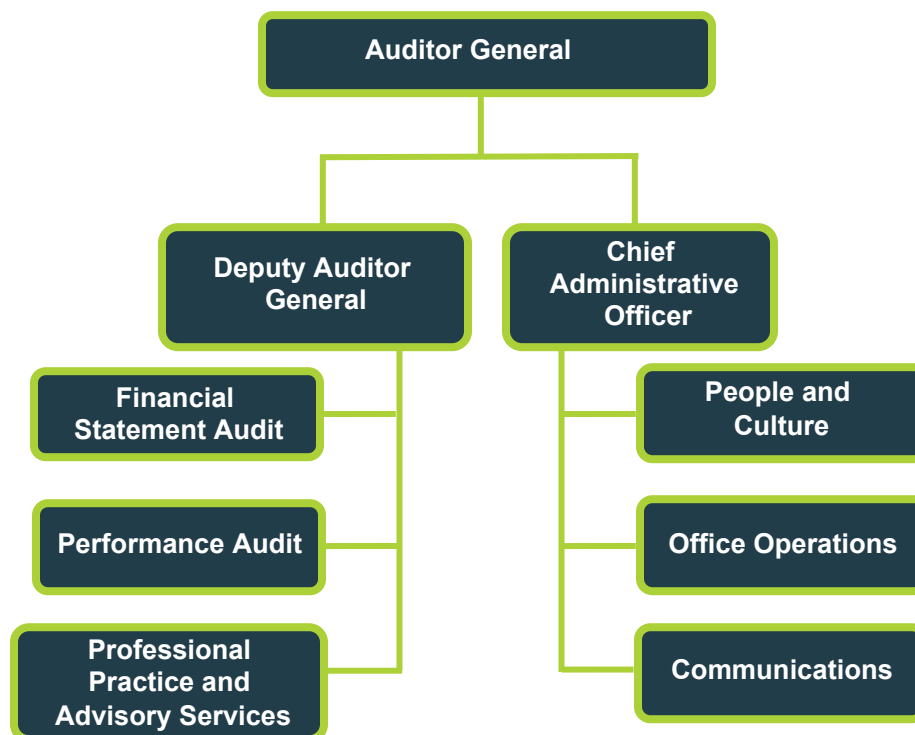 Auditor General
Deputy Auditor
General
Chief
Administrative
Officer
Financial
Statement Audit
Performance Audit
Professional
Practice and
Advisory Services
People and
Culture
Office Operations
Communications